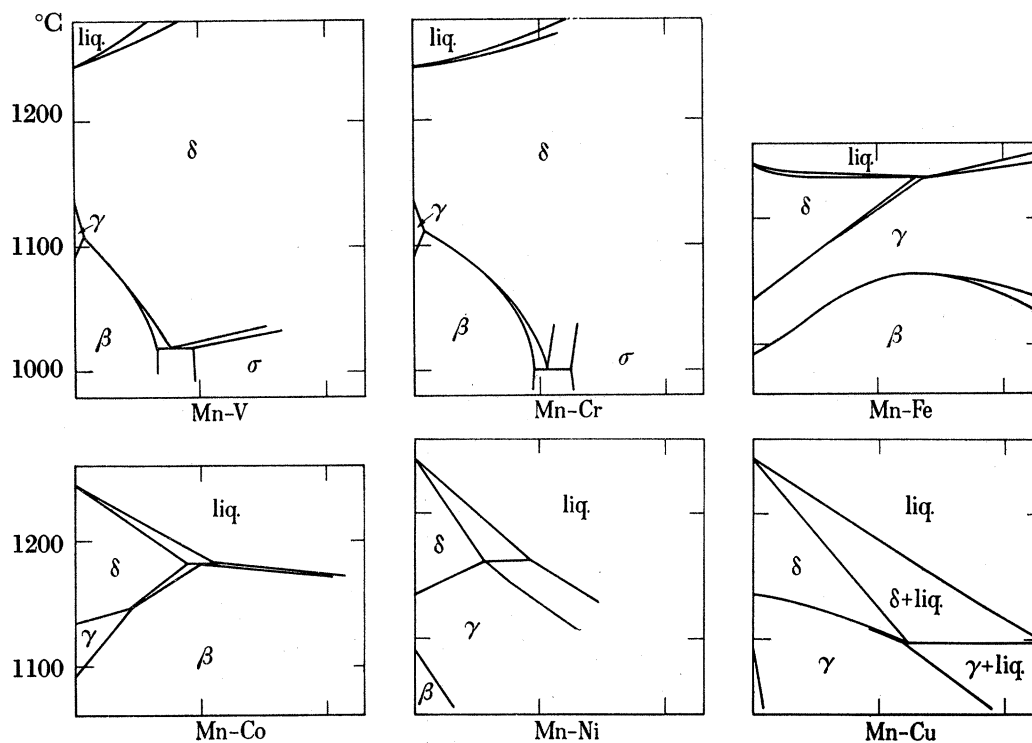 °C
liq.
1200
δ
γ
1100
β
1000
σ
Mn-V
liq.
δ
γ
β
σ
Mn-Cr
liq.
δ
γ
β
Mn-Fe
1200
1100
liq.
δ
γ
β
Mn-Co
liq.
δ
γ
β
Mn-Ni
liq.
δ
δ+liq.
γ
γ+liq.
Mn-Cu